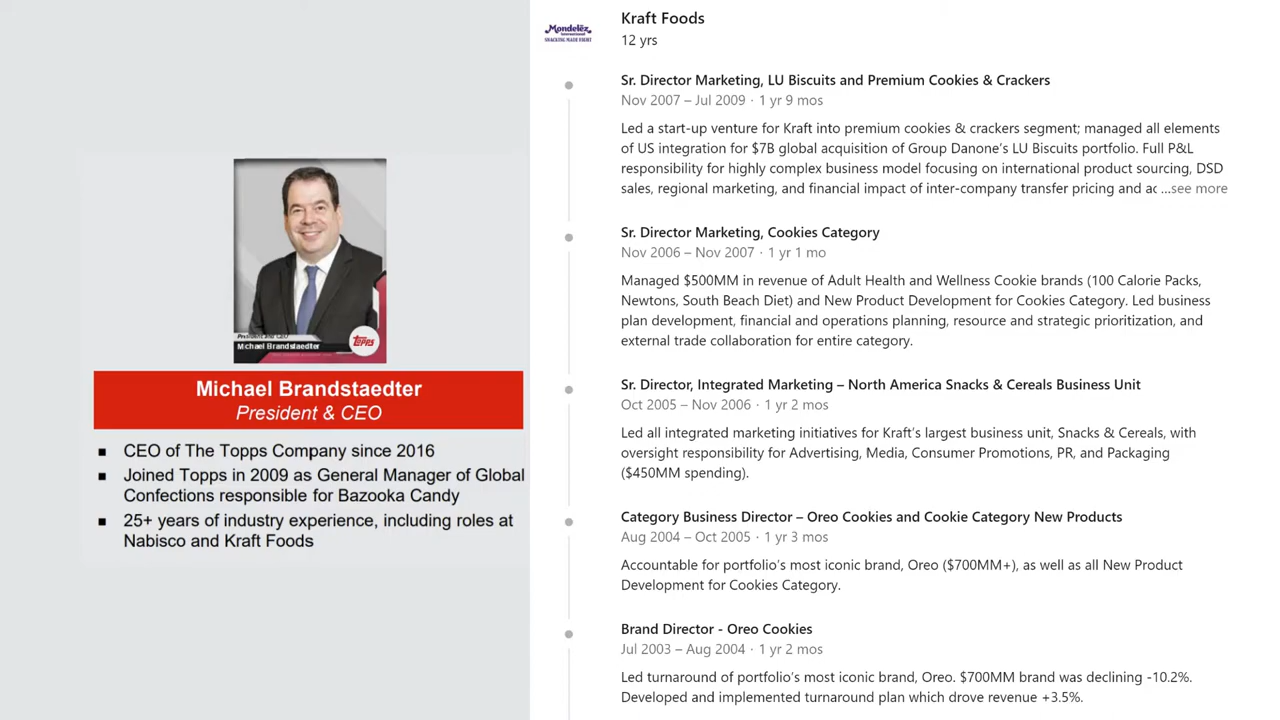 President and CEO
Michael Brandstaedter
Topps
Michael Brandstaedter
President & CEO
▪ CEO of The Topps Company since 2016
▪ Joined Topps in 2009 as General Manager of Global
Confections responsible for Bazooka Candy
▪ 25+ years of industry experience, including roles at
Nabisco and Kraft Foods
Mondelēz
International
SNACKING MADE RIGHT
Kraft Foods
12 yrs
Sr. Director Marketing, LU Biscuits and Premium Cookies & Crackers
Nov 2007 – Jul 2009 · 1 yr 9 mos
Led a start-up venture for Kraft into premium cookies & crackers segment; managed all elements
of US integration for $7B global acquisition of Group Danone's LU Biscuits portfolio. Full P&L
responsibility for highly complex business model focusing on international product sourcing, DSD
sales, regional marketing, and financial impact of inter-company transfer pricing and ac ...see more
Sr. Director Marketing, Cookies Category
Nov 2006 – Nov 2007 · 1 yr 1 mo
Managed $500MM in revenue of Adult Health and Wellness Cookie brands (100 Calorie Packs,
Newtons, South Beach Diet) and New Product Development for Cookies Category. Led business
plan development, financial and operations planning, resource and strategic prioritization, and
external trade collaboration for entire category.
Sr. Director, Integrated Marketing – North America Snacks & Cereals Business Unit
Oct 2005 – Nov 2006 · 1 yr 2 mos
Led all integrated marketing initiatives for Kraft's largest business unit, Snacks & Cereals, with
oversight responsibility for Advertising, Media, Consumer Promotions, PR, and Packaging
($450MM spending).
Category Business Director – Oreo Cookies and Cookie Category New Products
Aug 2004 – Oct 2005 · 1 yr 3 mos
Accountable for portfolio's most iconic brand, Oreo ($700MM+), as well as all New Product
Development for Cookies Category.
Brand Director - Oreo Cookies
Jul 2003 – Aug 2004 · 1 yr 2 mos
Led turnaround of portfolio's most iconic brand, Oreo. $700MM brand was declining -10.2%.
Developed and implemented turnaround plan which drove revenue +3.5%.